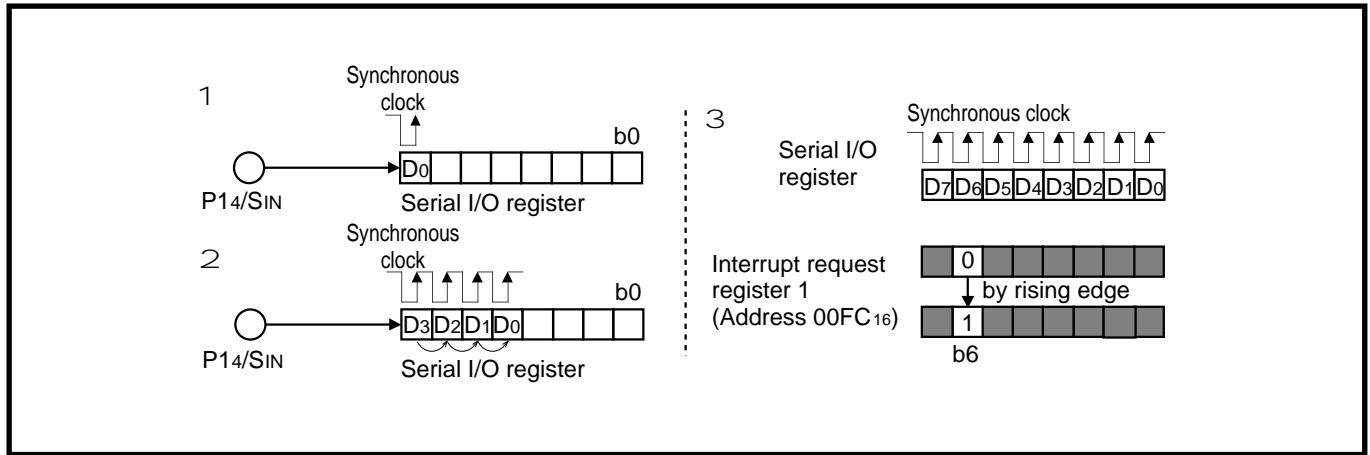 1
Synchronous
clock
b0
D0
P14/SIN
Serial I/O register
2
Synchronous
clock
b0
D3 D2 D1 D0
P14/SIN
Serial I/O register
3
Synchronous clock
Serial I/O
register
D7 D6 D5 D4 D3 D2 D1 D0
Interrupt request
register 1
(Address 00FC16)
0
by rising edge
1
b6